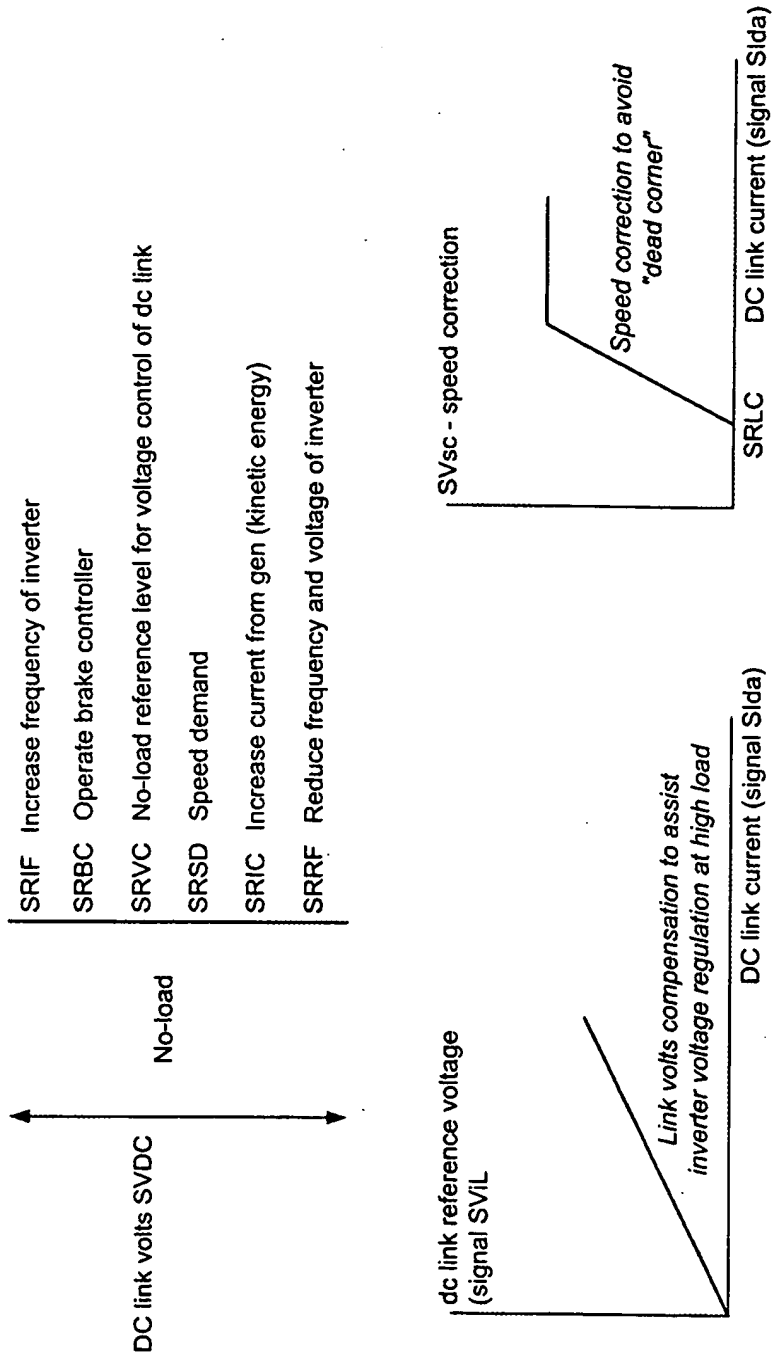 DC link volts SVDC
No-load
SRIF Increase frequency of inverter
SRBC Operate brake controller
SRVC No-load reference level for voltage control of dc link
SRSD Speed demand
SRIC Increase current from gen (kinetic energy)
SRRF Reduce frequency and voltage of inverter
dc link reference voltage
(signal SViL)
Link volts compensation to assist
inverter voltage regulation at high load
DC link current (signal SIda)
SVsc - speed correction
Speed correction to avoid
"dead corner"
SRLC
DC link current (signal SIda)